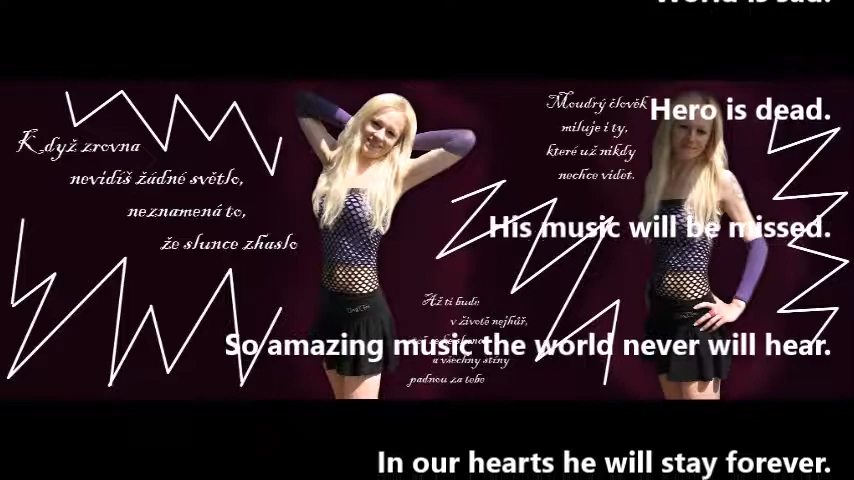 World is sad.
Když zrovna
nevidíš žádné světlo,
neznamená to,
že slunce zhaslo
Moudrý člověk
miluje i ty,
které už nikdy
nechce vidět.
Až ti bude
v životě nejhůř,
a všechny stíny
padnou za tebe
Hero is dead.
His music will be missed.
So amazing music the world never will hear.
In our hearts he will stay forever.